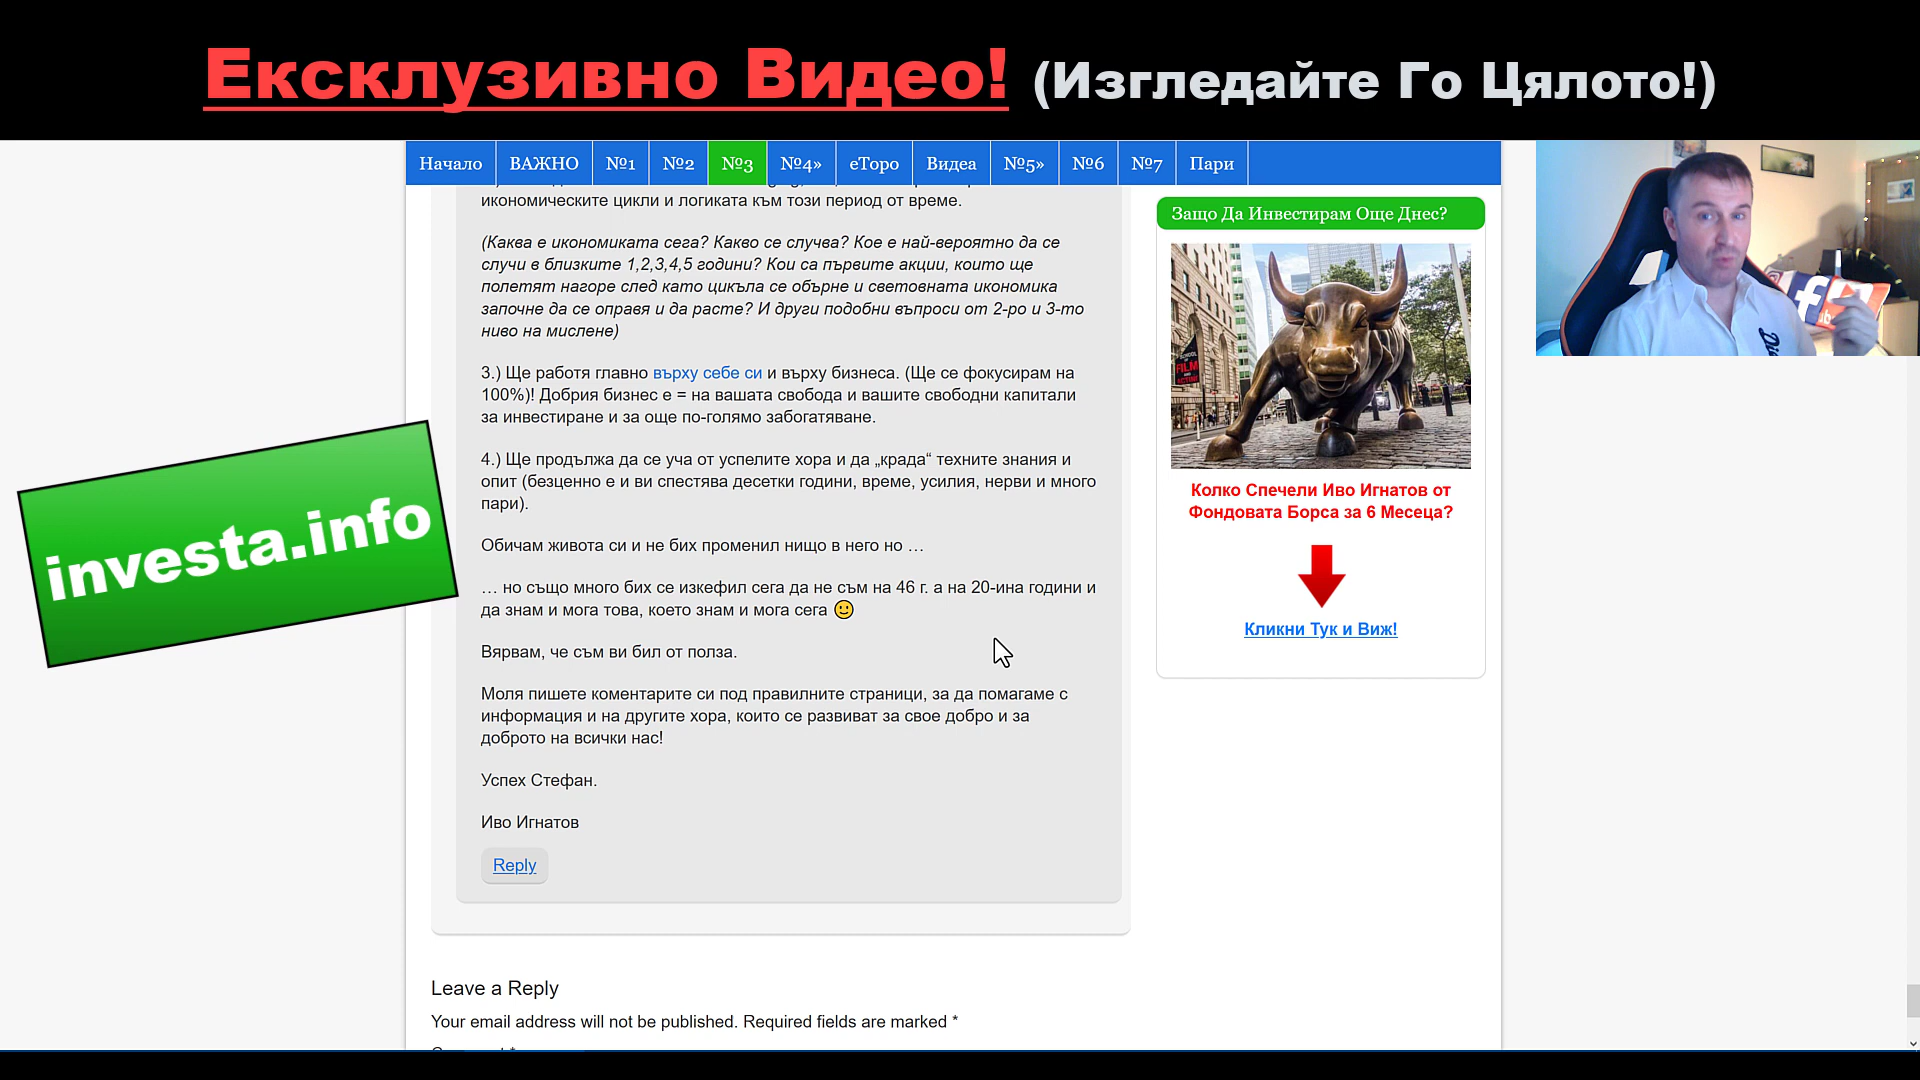 Ексклузивно Видео! (Изгледайте Го Цялото!)
Начало ВАЖНО №1 №2 №3 №4» еТоро Видеа №5» №6 №7 Пари
икономическите цикли и логиката към този период от време.
(Каква е икономиката сега? Какво се случва? Кое е най-вероятно да се
случи в близките 1,2,3,4,5 години? Кои са първите акции, които ще
полетят нагоре след като цикъла се обърне и световната икономика
започне да се оправя и да расте? И други подобни въпроси от 2-ро и 3-то
ниво на мислене)
3.) Ще работя главно върху себе си и върху бизнеса. (Ще се фокусирам на
100%)! Добрия бизнес е = на вашата свобода и вашите свободни капитали
за инвестиране и за още по-голямо забогатяване.
4.) Ще продължа да се уча от успелите хора и да „крада“ техните знания и
опит (безценно е и ви спестява десетки години, време, усилия, нерви и много
пари).
Обичам живота си и не бих променил нищо в него но …
… но също много бих се изкефил сега да не съм на 46 г. а на 20-ина години и
да знам и мога това, което знам и мога сега
Вярвам, че съм ви бил от полза.
Моля пишете коментарите си под правилните страници, за да помагаме с
информация и на другите хора, които се развиват за свое добро и за
доброто на всички нас!
Успех Стефан.
Иво Игнатов
Reply
Leave a Reply
Your email address will not be published. Required fields are marked *
investa.info
Защо Да Инвестирам Още Днес?
SCHOOL
FILM
Колко Спечели Иво Игнатов от
Фондовата Борса за 6 Месеца?
Кликни Тук и Виж!